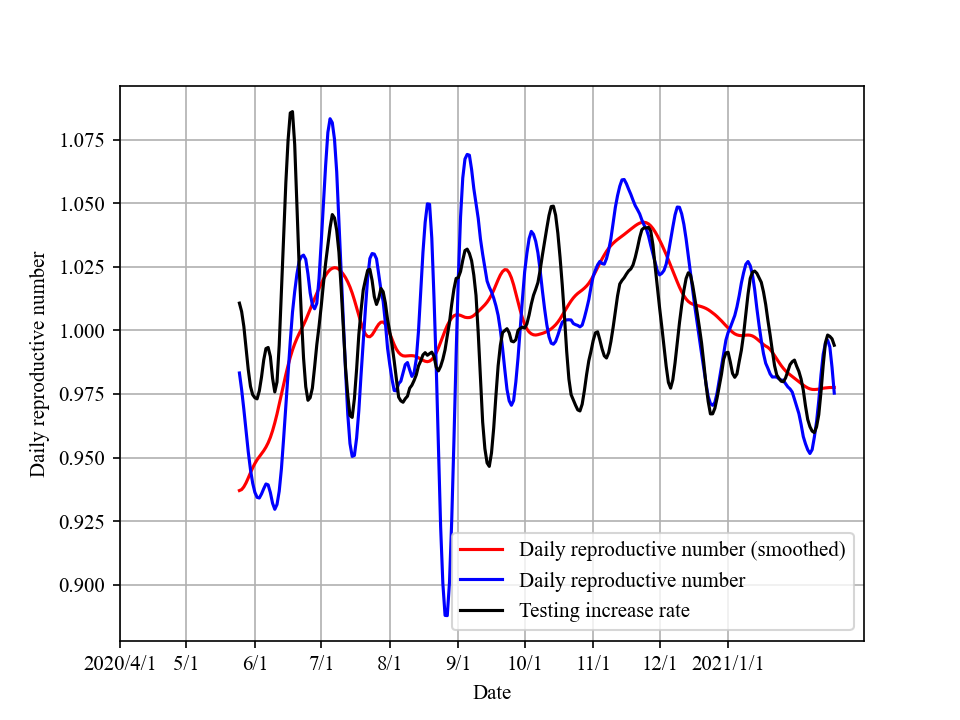 1.075
1.050
1.025
1.000
0.975
0.950
0.925
0.900
Daily reproductive number
Daily reproductive number (smoothed)
Daily reproductive number
Testing increase rate
2020/4/1 5/1 6/1 7/1 8/1 9/1 10/1 11/1 12/1 2021/1/1
Date